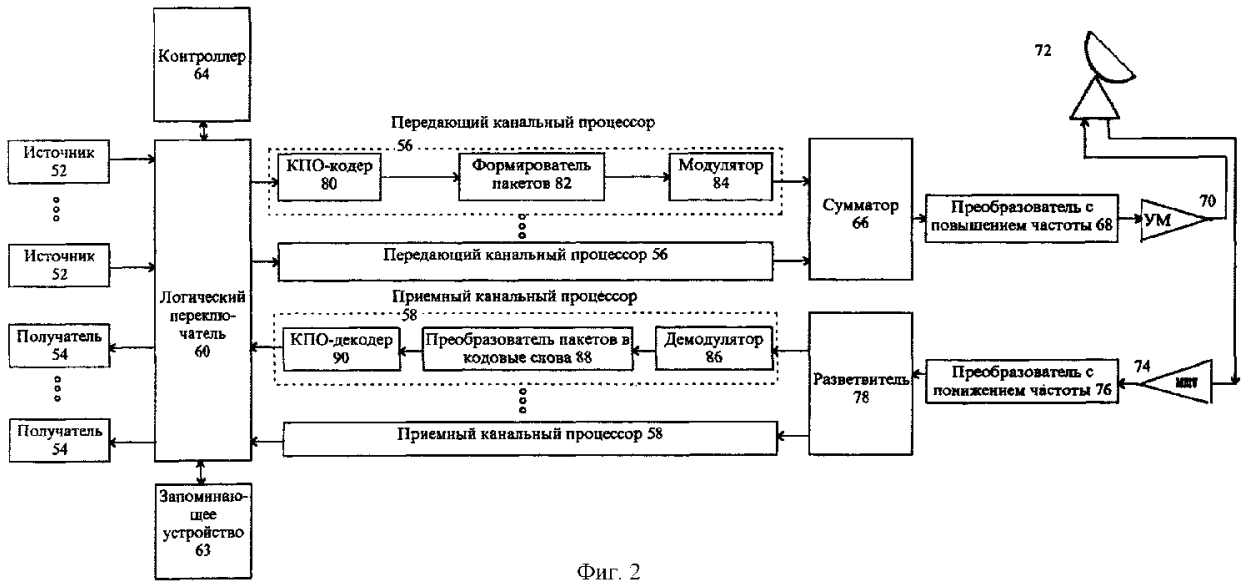 Контроллер
64
72
Источник
52
Источник
52
Получатель
54
Получатель
54
Логический
переклю-
чатель
60
Запоминаю-
щее
устройство
63
Передающий канальный процессор
56
КПО-кодер
80
Формирователь
пакетов 82
Модулятор
84
Передающий канальный процессор 56
Приемный канальный процессор
58
КПО-декодер
90
Преобразователь пакетов в
кодовые слова 88
Демодулятор
86
Приемный канальный процессор 58
Сумматор
66
Преобразователь с
повышением частоты 68
70
УМ
Разветвитель
78
Преобразователь с
понижением частоты 76
74
Фиг. 2